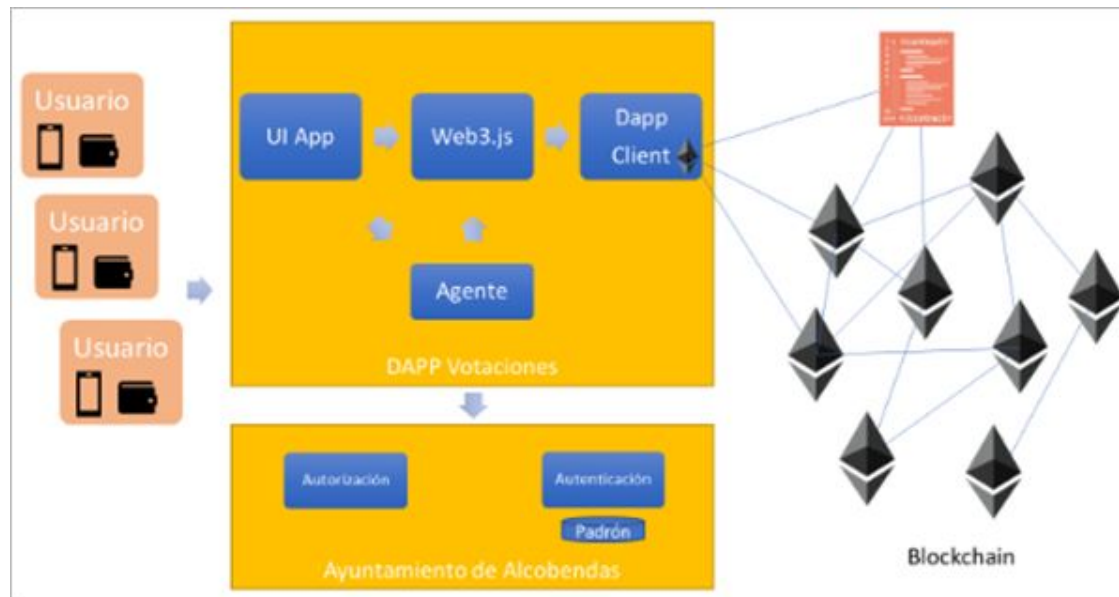 Usuario
Usuario
Usuario
UI App
Web3.js
Dapp
Client
Agente
DAPP Votaciones
Autorización
Autenticación
Padrón
Ayuntamiento de Alcobendas
Blockchain